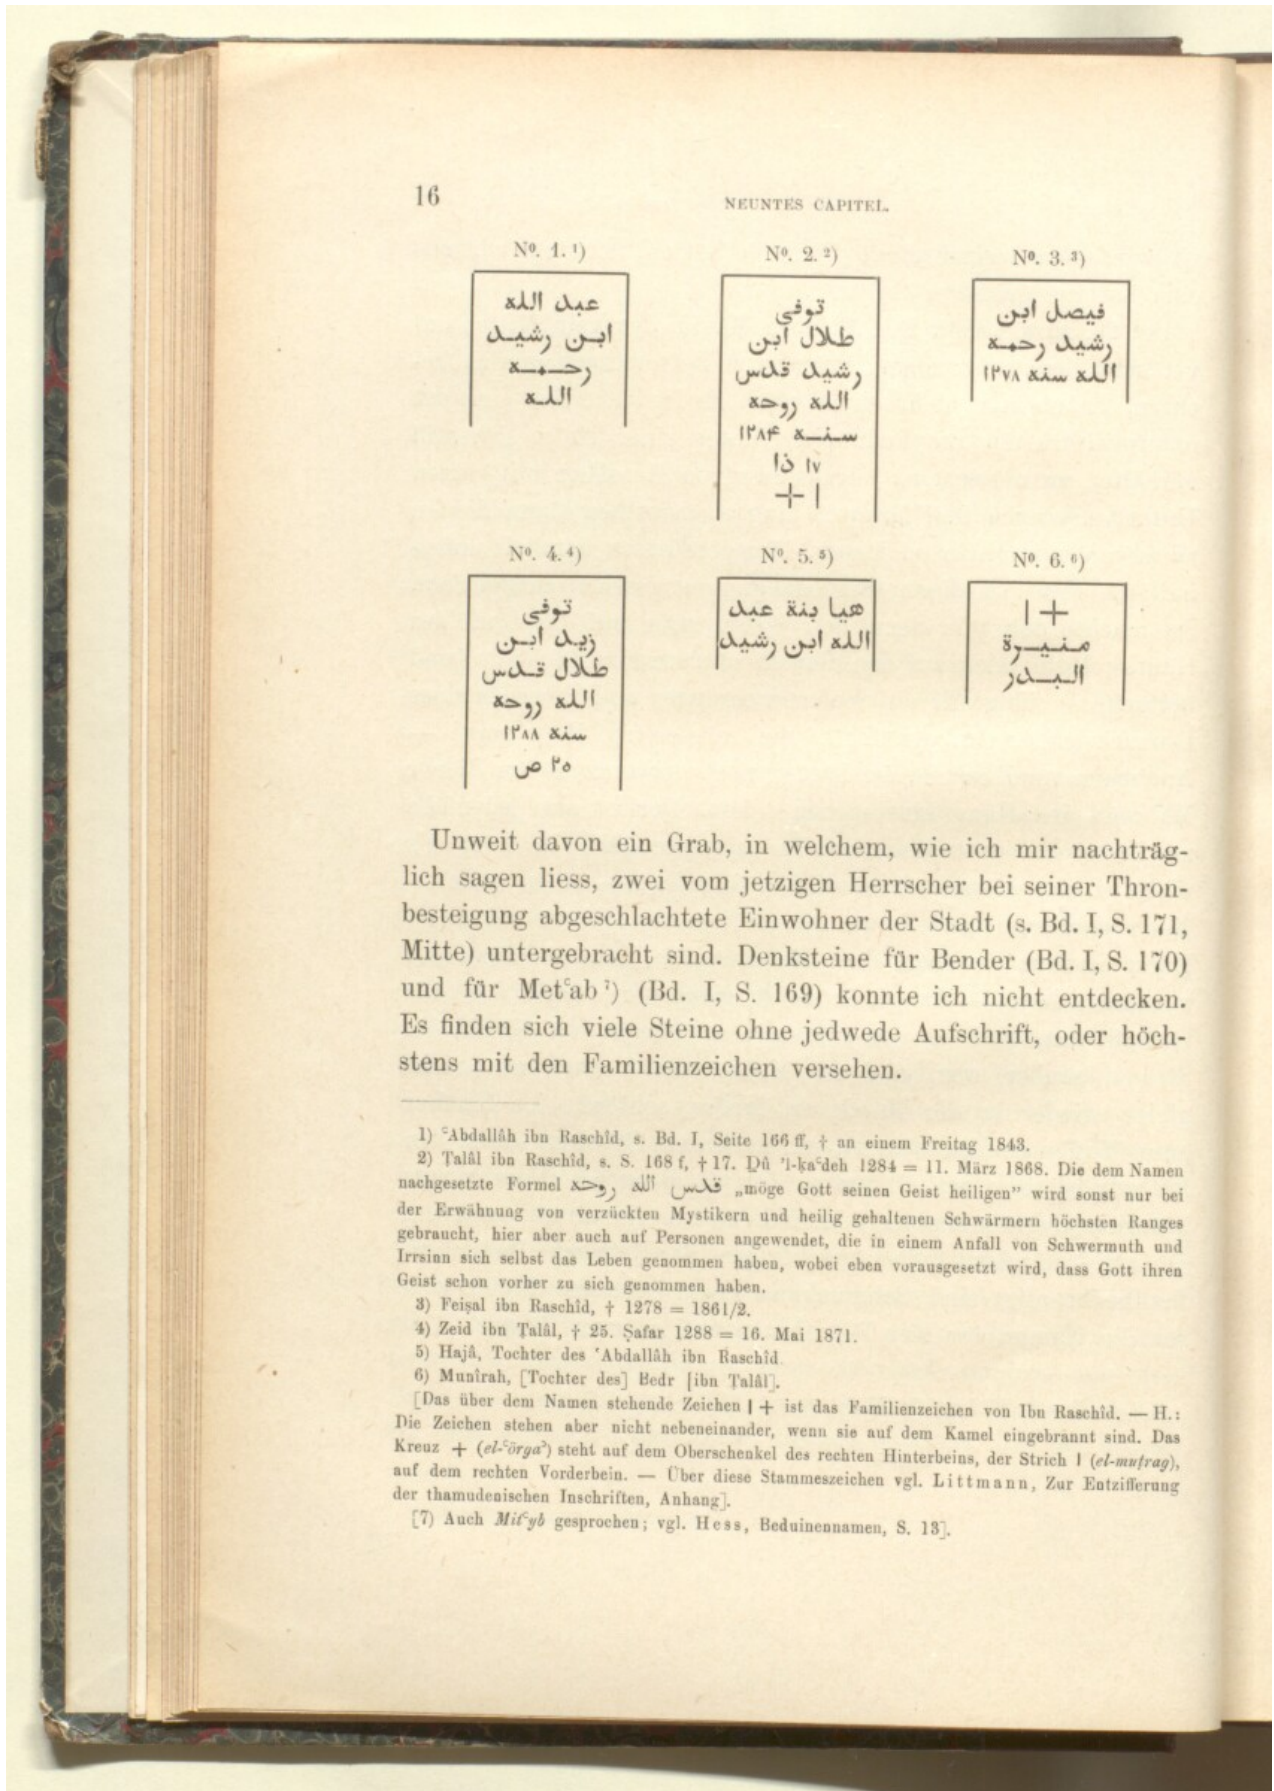 16
NEUNTES CAPITEL.
Nº. 1. ¹)
عبد الله
ابن رشيد
رحمه
الله
Nº. 2. ²)
توفى
طلال ابن
رشيد قدس
الله روحه
سنه ١٢٨۴
١٧ ذا
+ |
Nº. 3. ³)
فيصل ابن
رشيد رحمه
الله سنه ١٢٧٨
Nº. 4. ⁴)
توفى
زيد ابن
طلال قدس
الله روحه
سنه ١٢٨٨
٢٥ ص
Nº. 5. ⁵)
هيا بنة عبد
الله ابن رشيد
Nº. 6. ⁶)
| +
منيرة
البدر
Unweit davon ein Grab, in welchem, wie ich mir nachträg-
lich sagen liess, zwei vom jetzigen Herrscher bei seiner Thron-
besteigung abgeschlachtete Einwohner der Stadt (s. Bd. I, S. 171,
Mitte) untergebracht sind. Denksteine für Bender (Bd. I, S. 170)
und für Metʿab ⁷) (Bd. I, S. 169) konnte ich nicht entdecken.
Es finden sich viele Steine ohne jedwede Aufschrift, oder höch-
stens mit den Familienzeichen versehen.
1) ʿAbdallâh ibn Raschîd, s. Bd. I, Seite 166 ff, † an einem Freitag 1843.
2) Ṭalâl ibn Raschîd, s. S. 168 f, † 17. Ḏû ’l-ḳaʿdeh 1284 = 11. März 1868. Die dem Namen
nachgesetzte Formel قدس الله روحه „möge Gott seinen Geist heiligen” wird sonst nur bei
der Erwähnung von verzückten Mystikern und heilig gehaltenen Schwärmern höchsten Ranges
gebraucht, hier aber auch auf Personen angewendet, die in einem Anfall von Schwermuth und
Irrsinn sich selbst das Leben genommen haben, wobei eben vorausgesetzt wird, dass Gott ihren
Geist schon vorher zu sich genommen haben.
3) Feiṣal ibn Raschîd, † 1278 = 1861/2.
4) Zeid ibn Ṭalâl, † 25. Ṣafar 1288 = 16. Mai 1871.
5) Hajâ, Tochter des ʿAbdallâh ibn Raschîd
6) Munîrah, [Tochter des] Bedr [ibn Ṭalâl].
[Das über dem Namen stehende Zeichen | + ist das Familienzeichen von Ibn Raschîd. — H.:
Die Zeichen stehen aber nicht nebeneinander, wenn sie auf dem Kamel eingebrannt sind. Das
Kreuz + (el-ʿörgaʾ) steht auf dem Oberschenkel des rechten Hinterbeins, der Strich | (el-muṭrag),
auf dem rechten Vorderbein. — Über diese Stammeszeichen vgl. Littmann, Zur Entzifferung
der thamudenischen Inschriften, Anhang].
[7) Auch Mitʿyb gesprochen; vgl. Hess, Beduinennamen, S. 13].